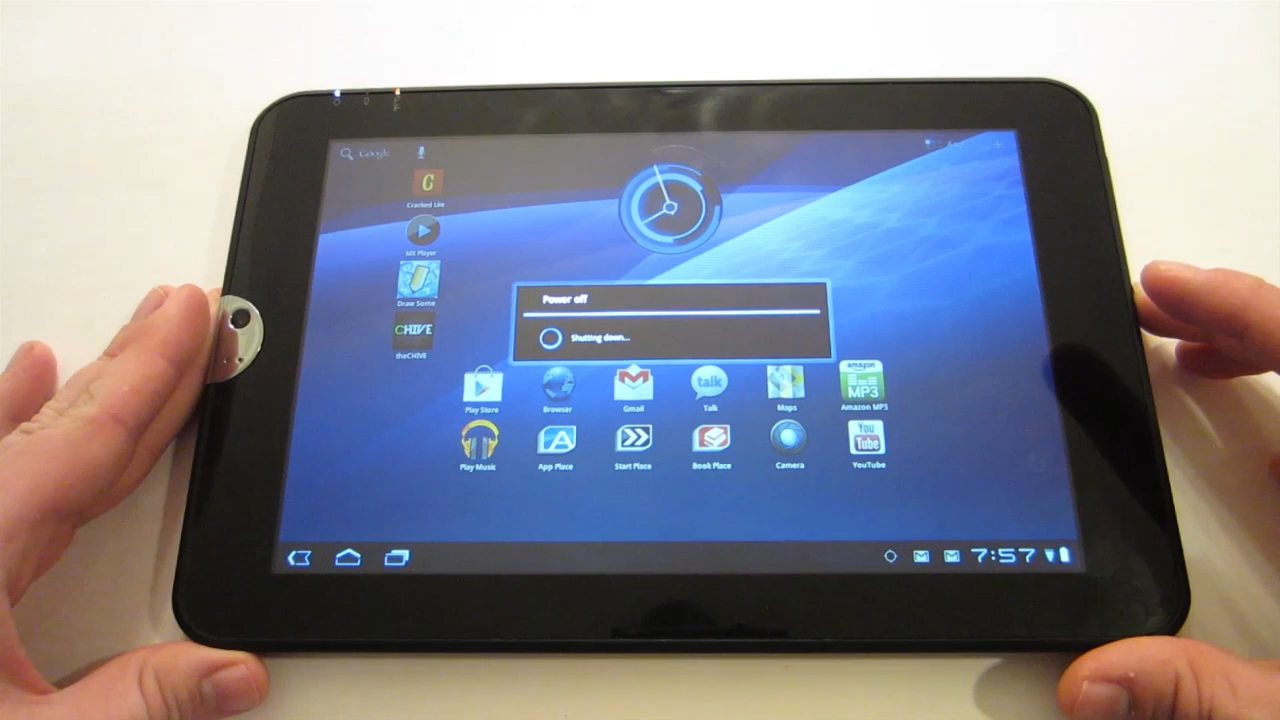 Google
G
Cracked Lite
MX Player
Draw Some
CHIVE
theCHIVE
Power off
Shutting down...
talk
amazon
MP3
Play Store
Browser
Gmail
Talk
Maps
Amazon MP3
A
You
Tube
Play Music
App Place
Start Place
Book Place
Camera
YouTube
7:57